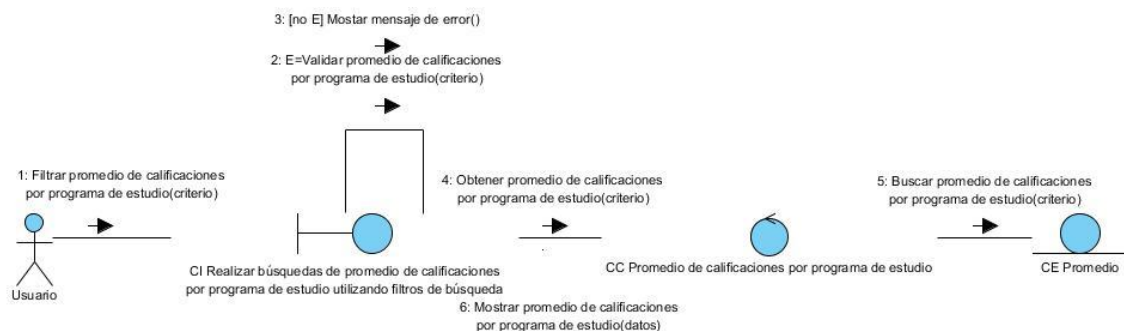 3: [no E] Mostar mensaje de error()
2: E=Validar promedio de calificaciones
por programa de estudio(criterio)
1: Filtrar promedio de calificaciones
por programa de estudio(criterio)
4: Obtener promedio de calificaciones
por programa de estudio(criterio)
5: Buscar promedio de calificaciones
por programa de estudio(criterio)
Usuario
CI Realizar búsquedas de promedio de calificaciones
por programa de estudio utilizando filtros de búsqueda
CC Promedio de calificaciones por programa de estudio
CE Promedio
6: Mostrar promedio de calificaciones
por programa de estudio(datos)